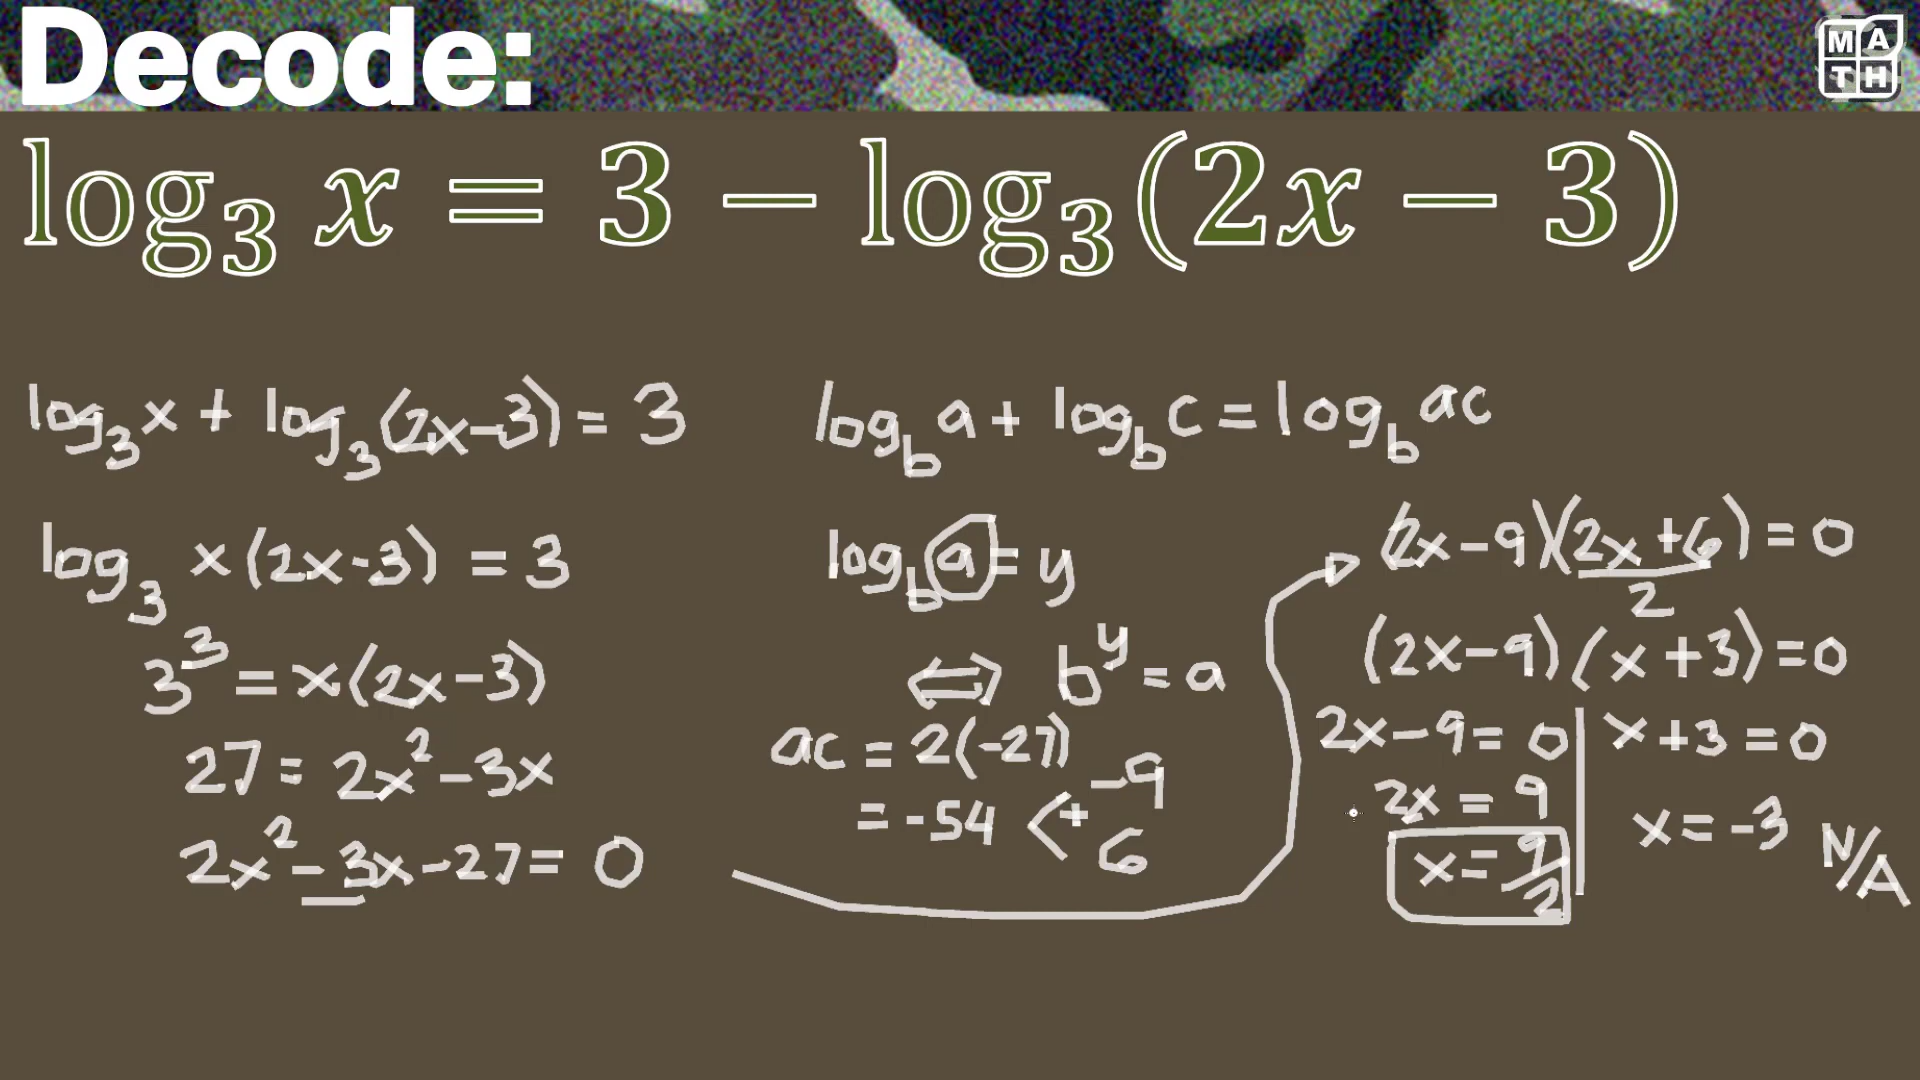 Decode:
MATH
log₃ x = 3 − log₃(2x − 3)
log₃x + log₃(2x-3) = 3
log₃ x(2x-3) = 3
3³ = x(2x-3)
27 = 2x² - 3x
2x² - 3x - 27 = 0
log_b a + log_b c = log_b ac
log_b a = y
⇔ b^y = a
ac = 2(-27)
= -54 < + -9
6
(2x-9)(2x+6) = 0
2
(2x-9)(x+3) = 0
2x-9 = 0 | x+3 = 0
2x = 9
x = 9/2
x = -3 N/A